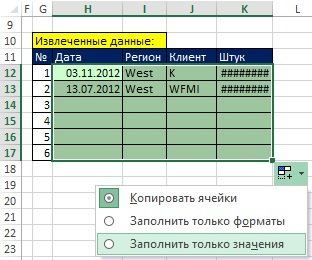 F G H I J K L
9
10 Извлеченные данные:
11 № Дата Регион Клиент Штук
12 1 03.11.2012 West K ########
13 2 13.07.2012 West WFMI ########
14 3
15 4
16 5
17 6
18
19
20 Копировать ячейки
21 Заполнить только форматы
22
23 Заполнить только значения